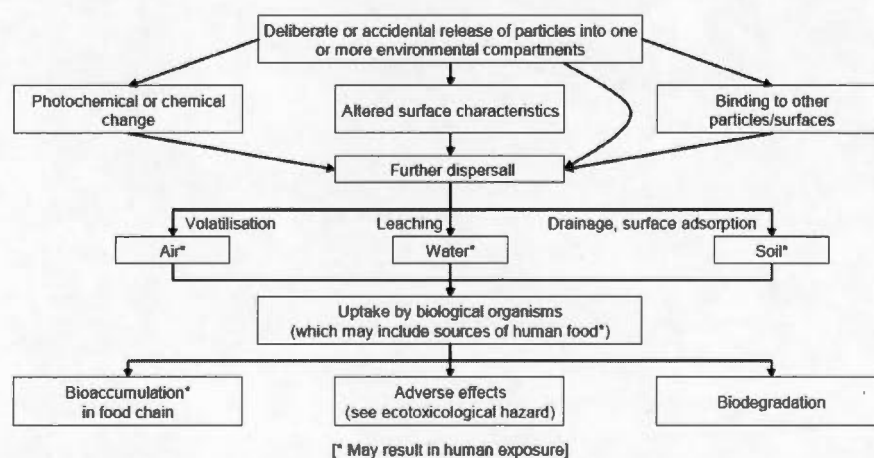 Deliberate or accidental release of particles into one
or more environmental compartments
Photochemical or chemical
change
Altered surface characteristics
Binding to other
particles/surfaces
Further dispersall
Volatilisation
Leaching
Drainage, surface adsorption
Air*
Water*
Soil*
Uptake by biological organisms
(which may include sources of human food*)
Bioaccumulation*
in food chain
Adverse effects
(see ecotoxicological hazard)
Biodegradation
[* May result in human exposure]